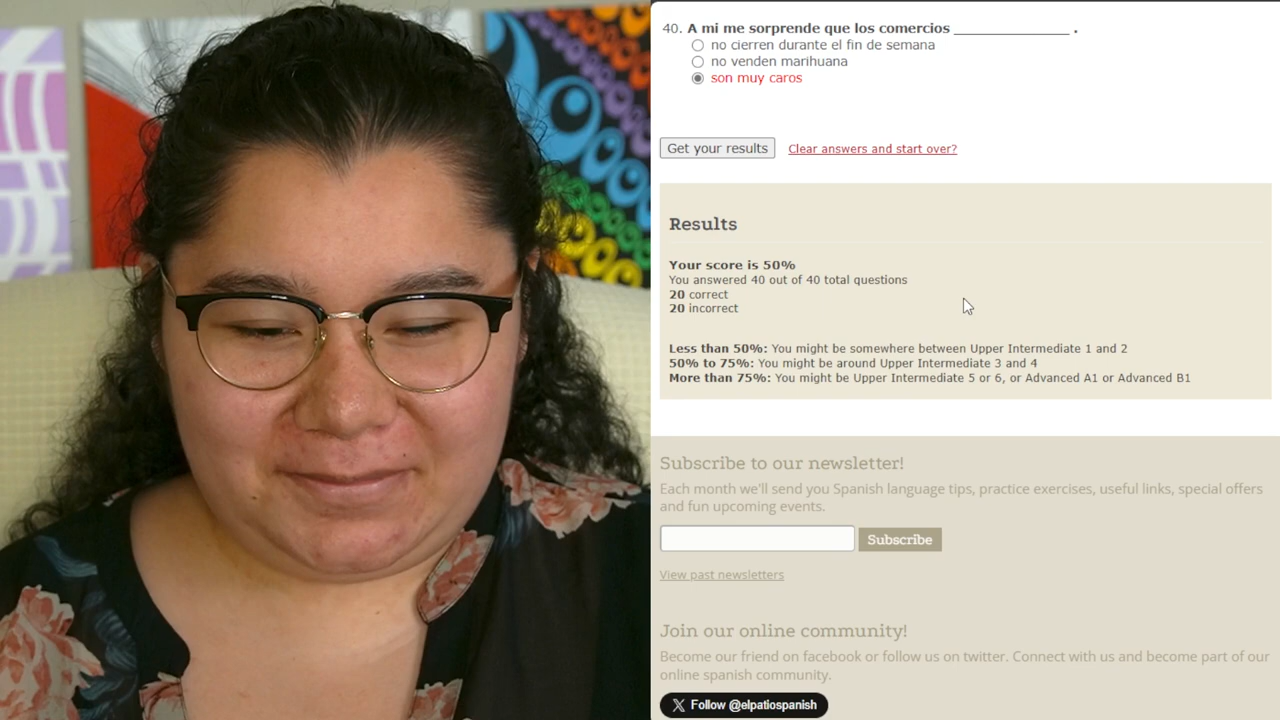 40. A mi me sorprende que los comercios ________________ .
no cierren durante el fin de semana
no venden marihuana
son muy caros
Get your results
Clear answers and start over?
Results
Your score is 50%
You answered 40 out of 40 total questions
20 correct
20 incorrect
Less than 50%: You might be somewhere between Upper Intermediate 1 and 2
50% to 75%: You might be around Upper Intermediate 3 and 4
More than 75%: You might be Upper Intermediate 5 or 6, or Advanced A1 or Advanced B1
Subscribe to our newsletter!
Each month we'll send you Spanish language tips, practice exercises, useful links, special offers
and fun upcoming events.
Subscribe
View past newsletters
Join our online community!
Become our friend on facebook or follow us on twitter. Connect with us and become part of our
online spanish community.
Follow @elpatiospanish